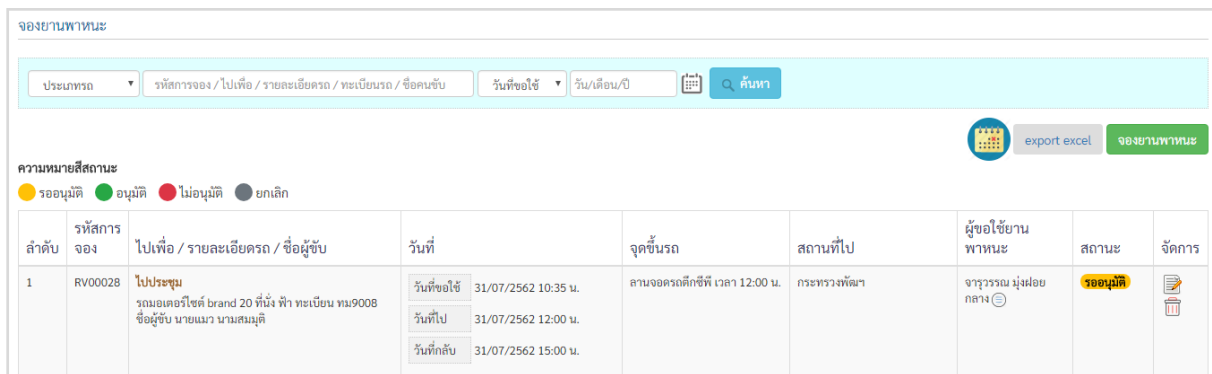 จองยานพาหนะ
ประเภทรถ รหัสการจอง / ไปเพื่อ / รายละเอียดรถ / ทะเบียนรถ / ชื่อคนขับ วันที่ขอใช้ วัน/เดือน/ปี ค้นหา
export excel จองยานพาหนะ
ความหมายสีสถานะ
รออนุมัติ อนุมัติ ไม่อนุมัติ ยกเลิก
ลำดับ รหัสการจอง ไปเพื่อ / รายละเอียดรถ / ชื่อผู้ขับ วันที่ จุดขึ้นรถ สถานที่ไป ผู้ขอใช้ยานพาหนะ สถานะ จัดการ
1 RV00028 ไปประชุม
รถมอเตอร์ไซต์ brand 20 ที่นั่ง ฟ้า ทะเบียน ทม9008
ชื่อผู้ขับ นายแมว นามสมมุติ
วันที่ขอใช้ 31/07/2562 10:35 น.
วันที่ไป 31/07/2562 12:00 น.
วันที่กลับ 31/07/2562 15:00 น.
ลานจอดรถตึกซีพี เวลา 12:00 น.
กระทรวงพัฒฯ
จารุวรรณ มุ่งฝอย
กลาง
รออนุมัติ